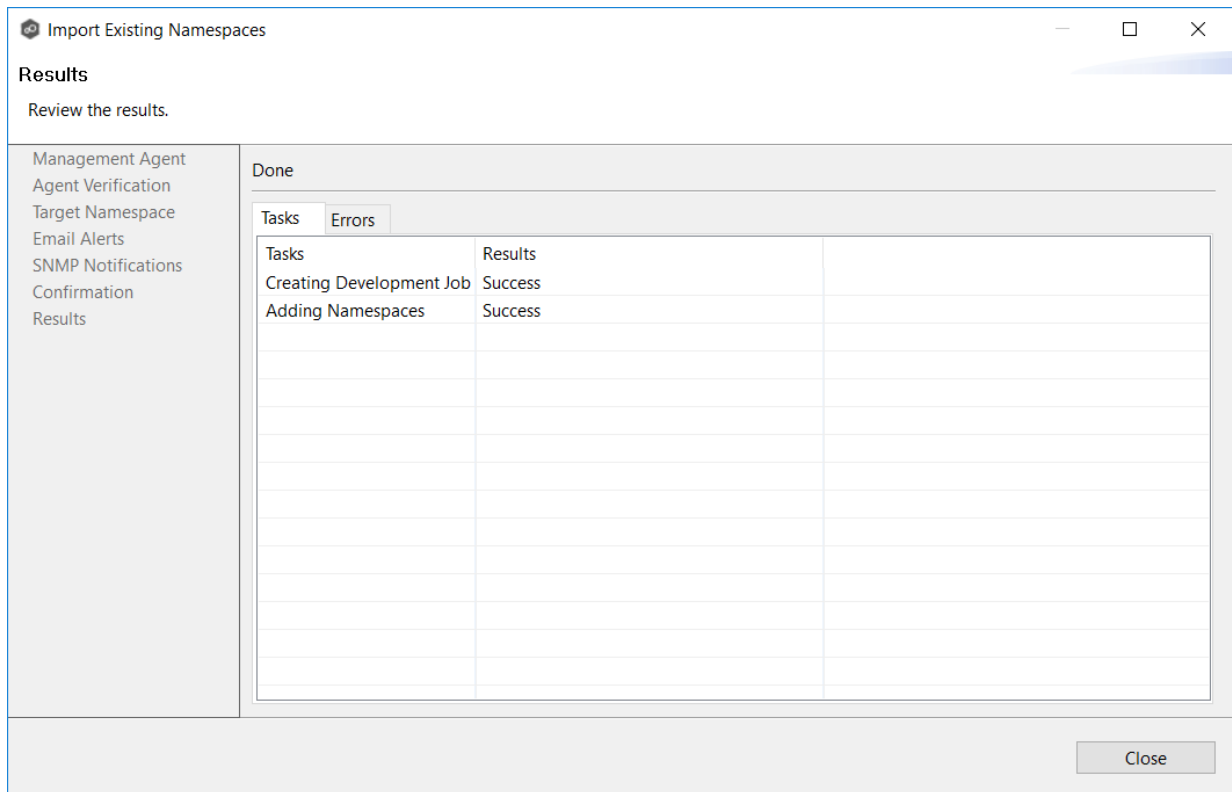 Import Existing Namespaces
Results
Review the results.
Management Agent
Agent Verification
Target Namespace
Email Alerts
SNMP Notifications
Confirmation
Results
Done
Tasks Errors
Tasks Results
Creating Development Job Success
Adding Namespaces Success
Close